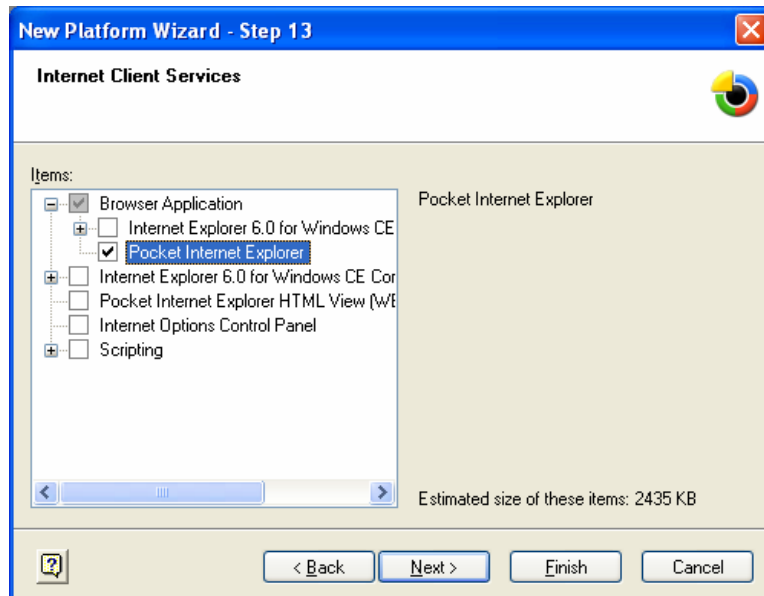 New Platform Wizard - Step 13
Internet Client Services
Items:
Browser Application
Internet Explorer 6.0 for Windows CE
Pocket Internet Explorer
Internet Explorer 6.0 for Windows CE Cor
Pocket Internet Explorer HTML View (WE
Internet Options Control Panel
Scripting
Pocket Internet Explorer
Estimated size of these items: 2435 KB
< Back Next > Finish Cancel